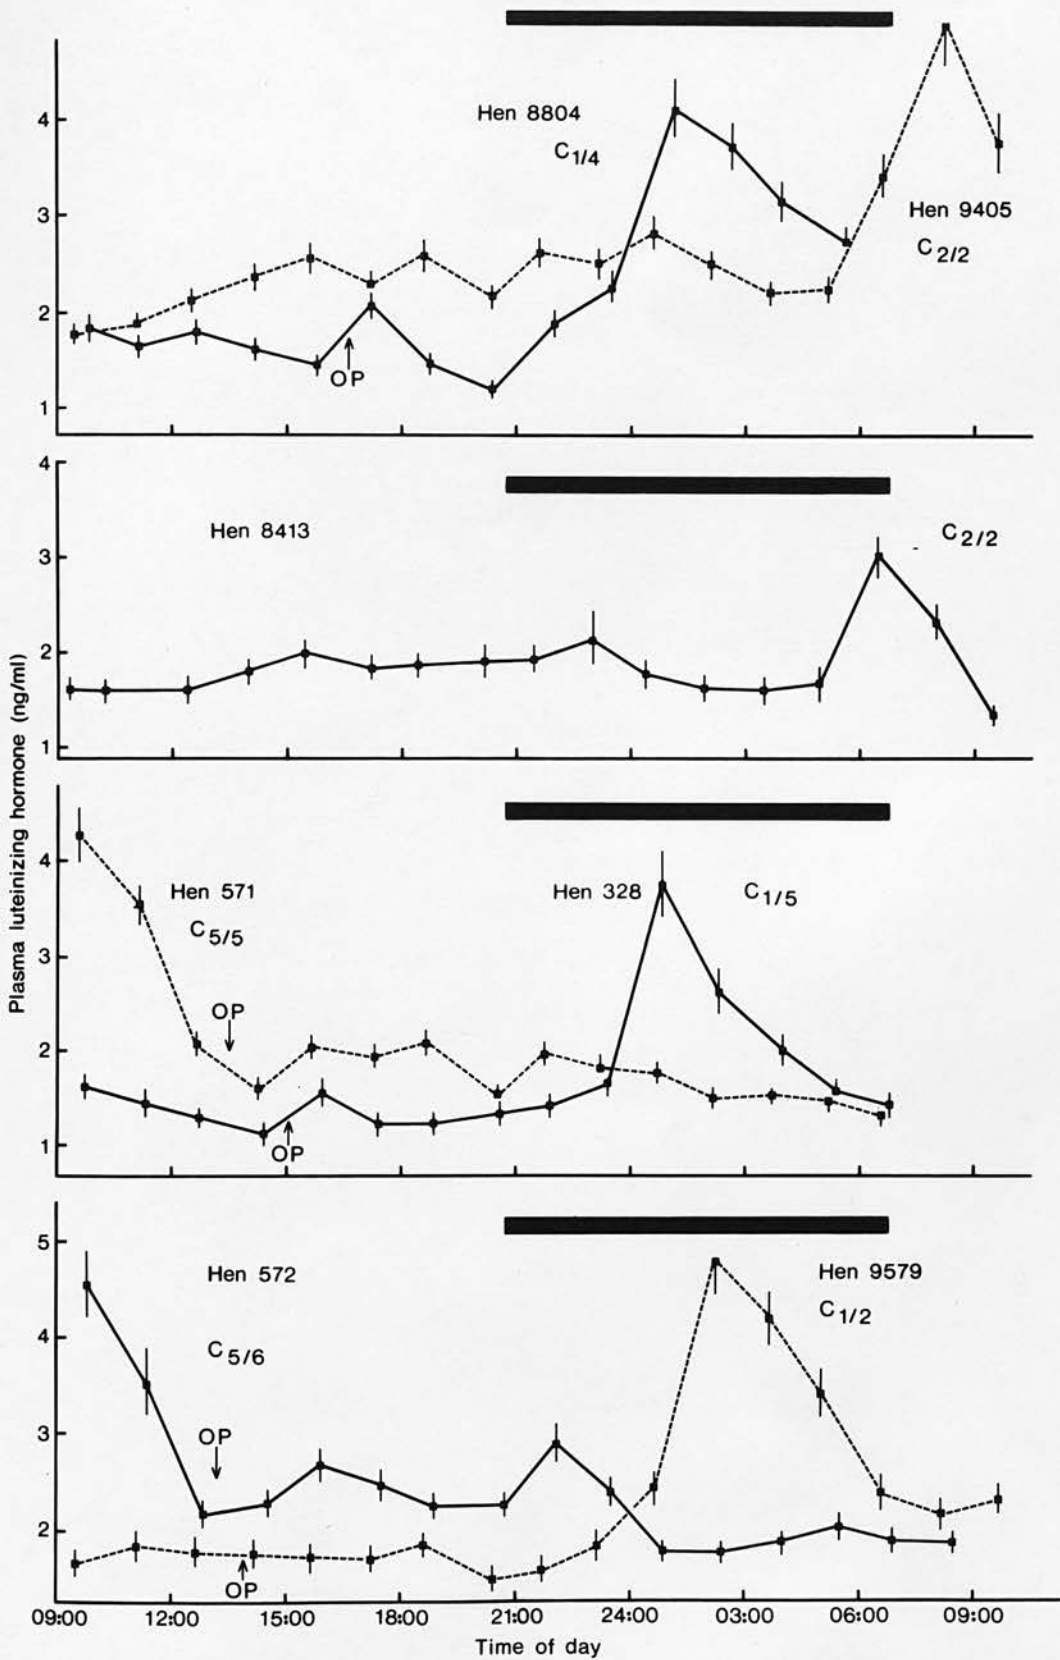 Plasma luteinizing hormone (ng/ml)
4
3
2
1
Hen 8804
C1/4
Hen 9405
C2/2
OP
4
3
2
1
Hen 8413
C2/2
4
3
2
1
Hen 571
C5/5
Hen 328
C1/5
OP
OP
5
4
3
2
Hen 572
C5/6
Hen 9579
C1/2
OP
OP
09:00 12:00 15:00 18:00 21:00 24:00 03:00 06:00 09:00
Time of day